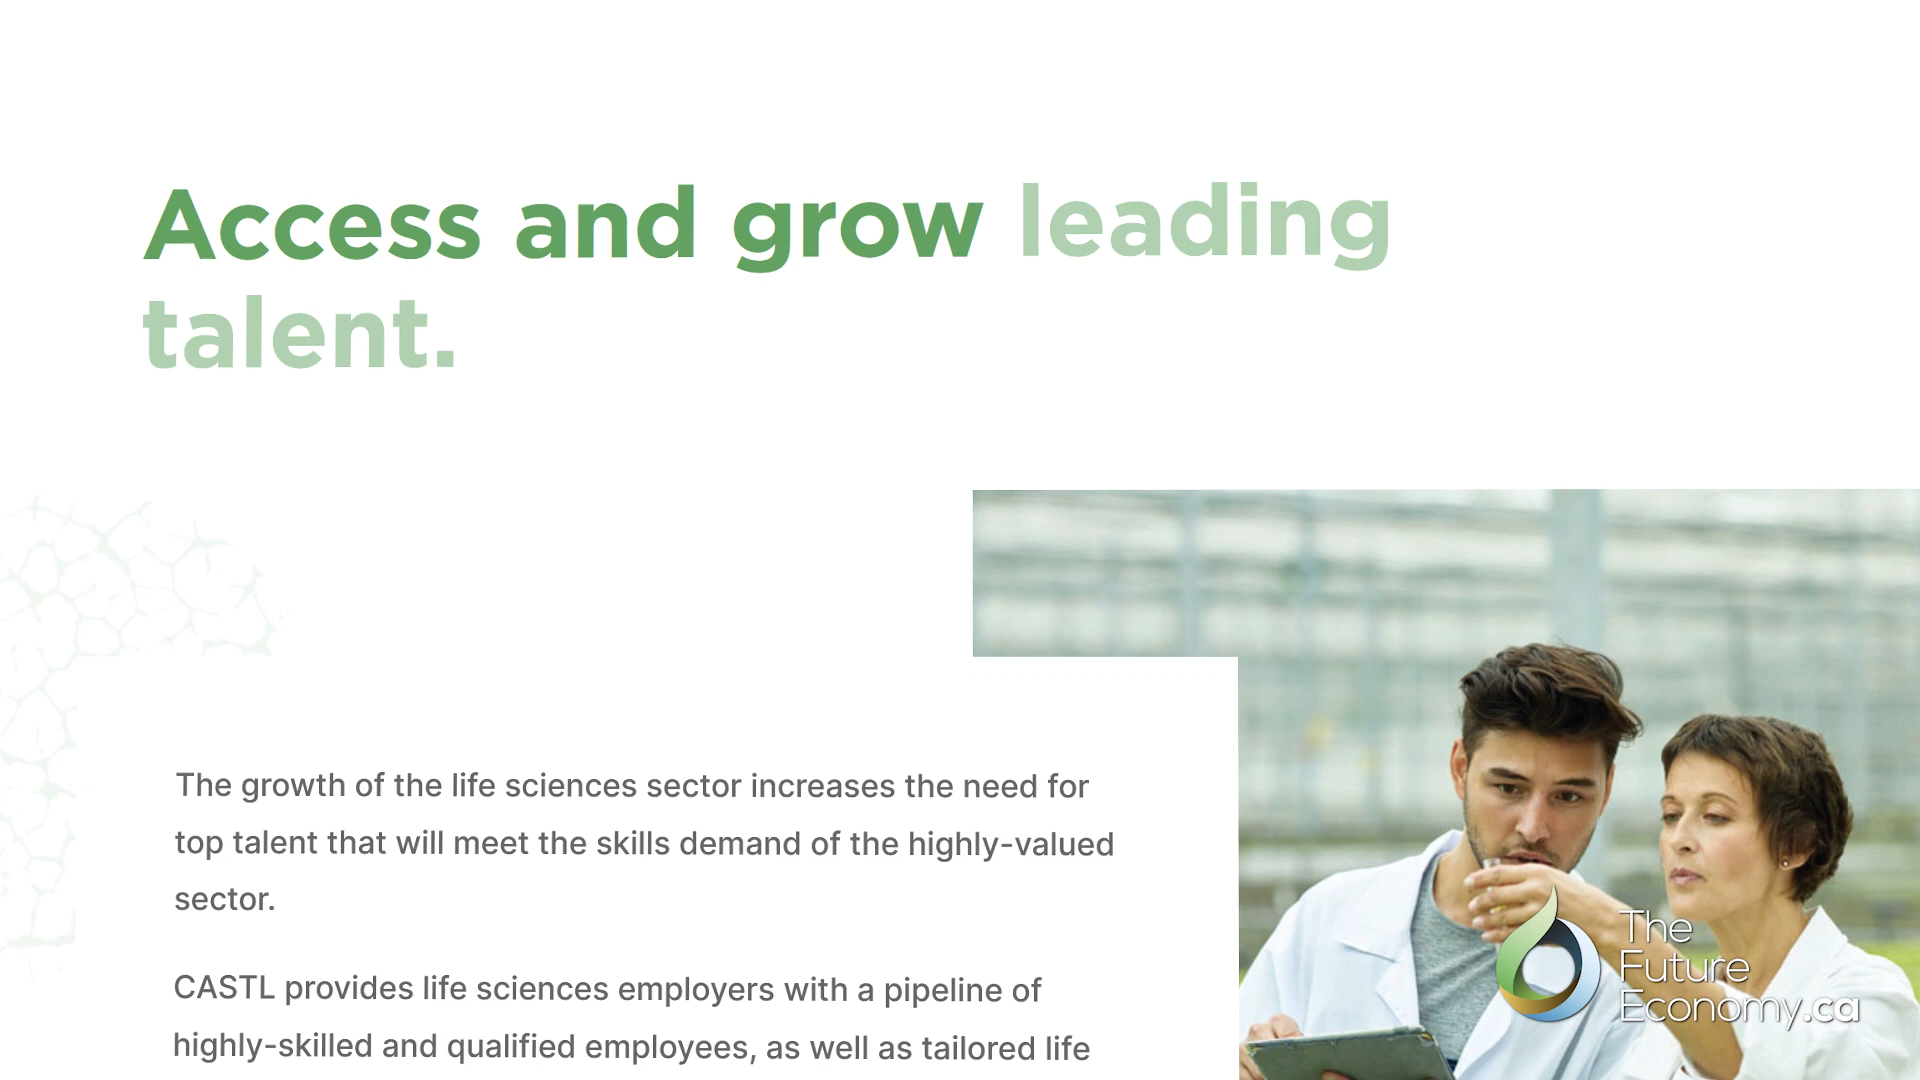 Access and grow leading
talent.
The growth of the life sciences sector increases the need for
top talent that will meet the skills demand of the highly-valued
sector.
CASTL provides life sciences employers with a pipeline of
highly-skilled and qualified employees, as well as tailored life
The
Future
Economy.ca